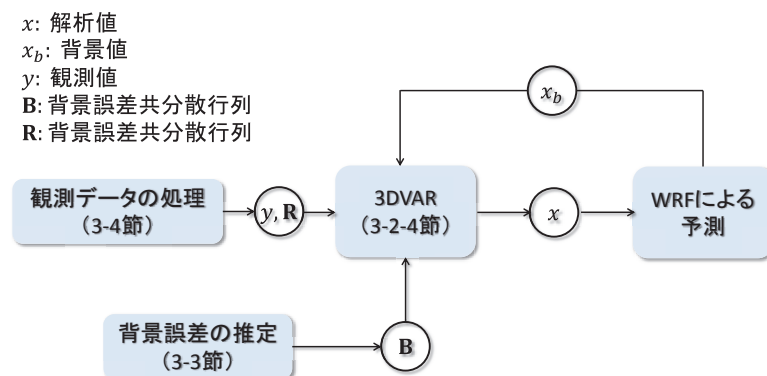 x: 解析値
x_b: 背景値
y: 観測値
B: 背景誤差共分散行列
R: 背景誤差共分散行列
x_b
観測データの処理
(3-4節)
y, R
3DVAR
(3-2-4節)
x
WRFによる
予測
背景誤差の推定
(3-3節)
B